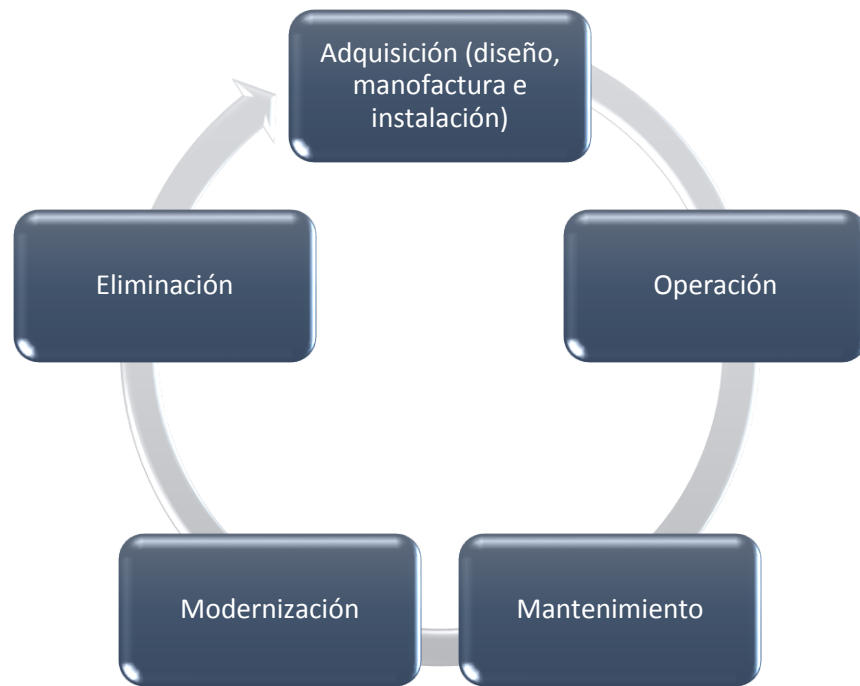 Adquisición (diseño,
manofactura e
instalación)
Operación
Mantenimiento
Modernización
Eliminación